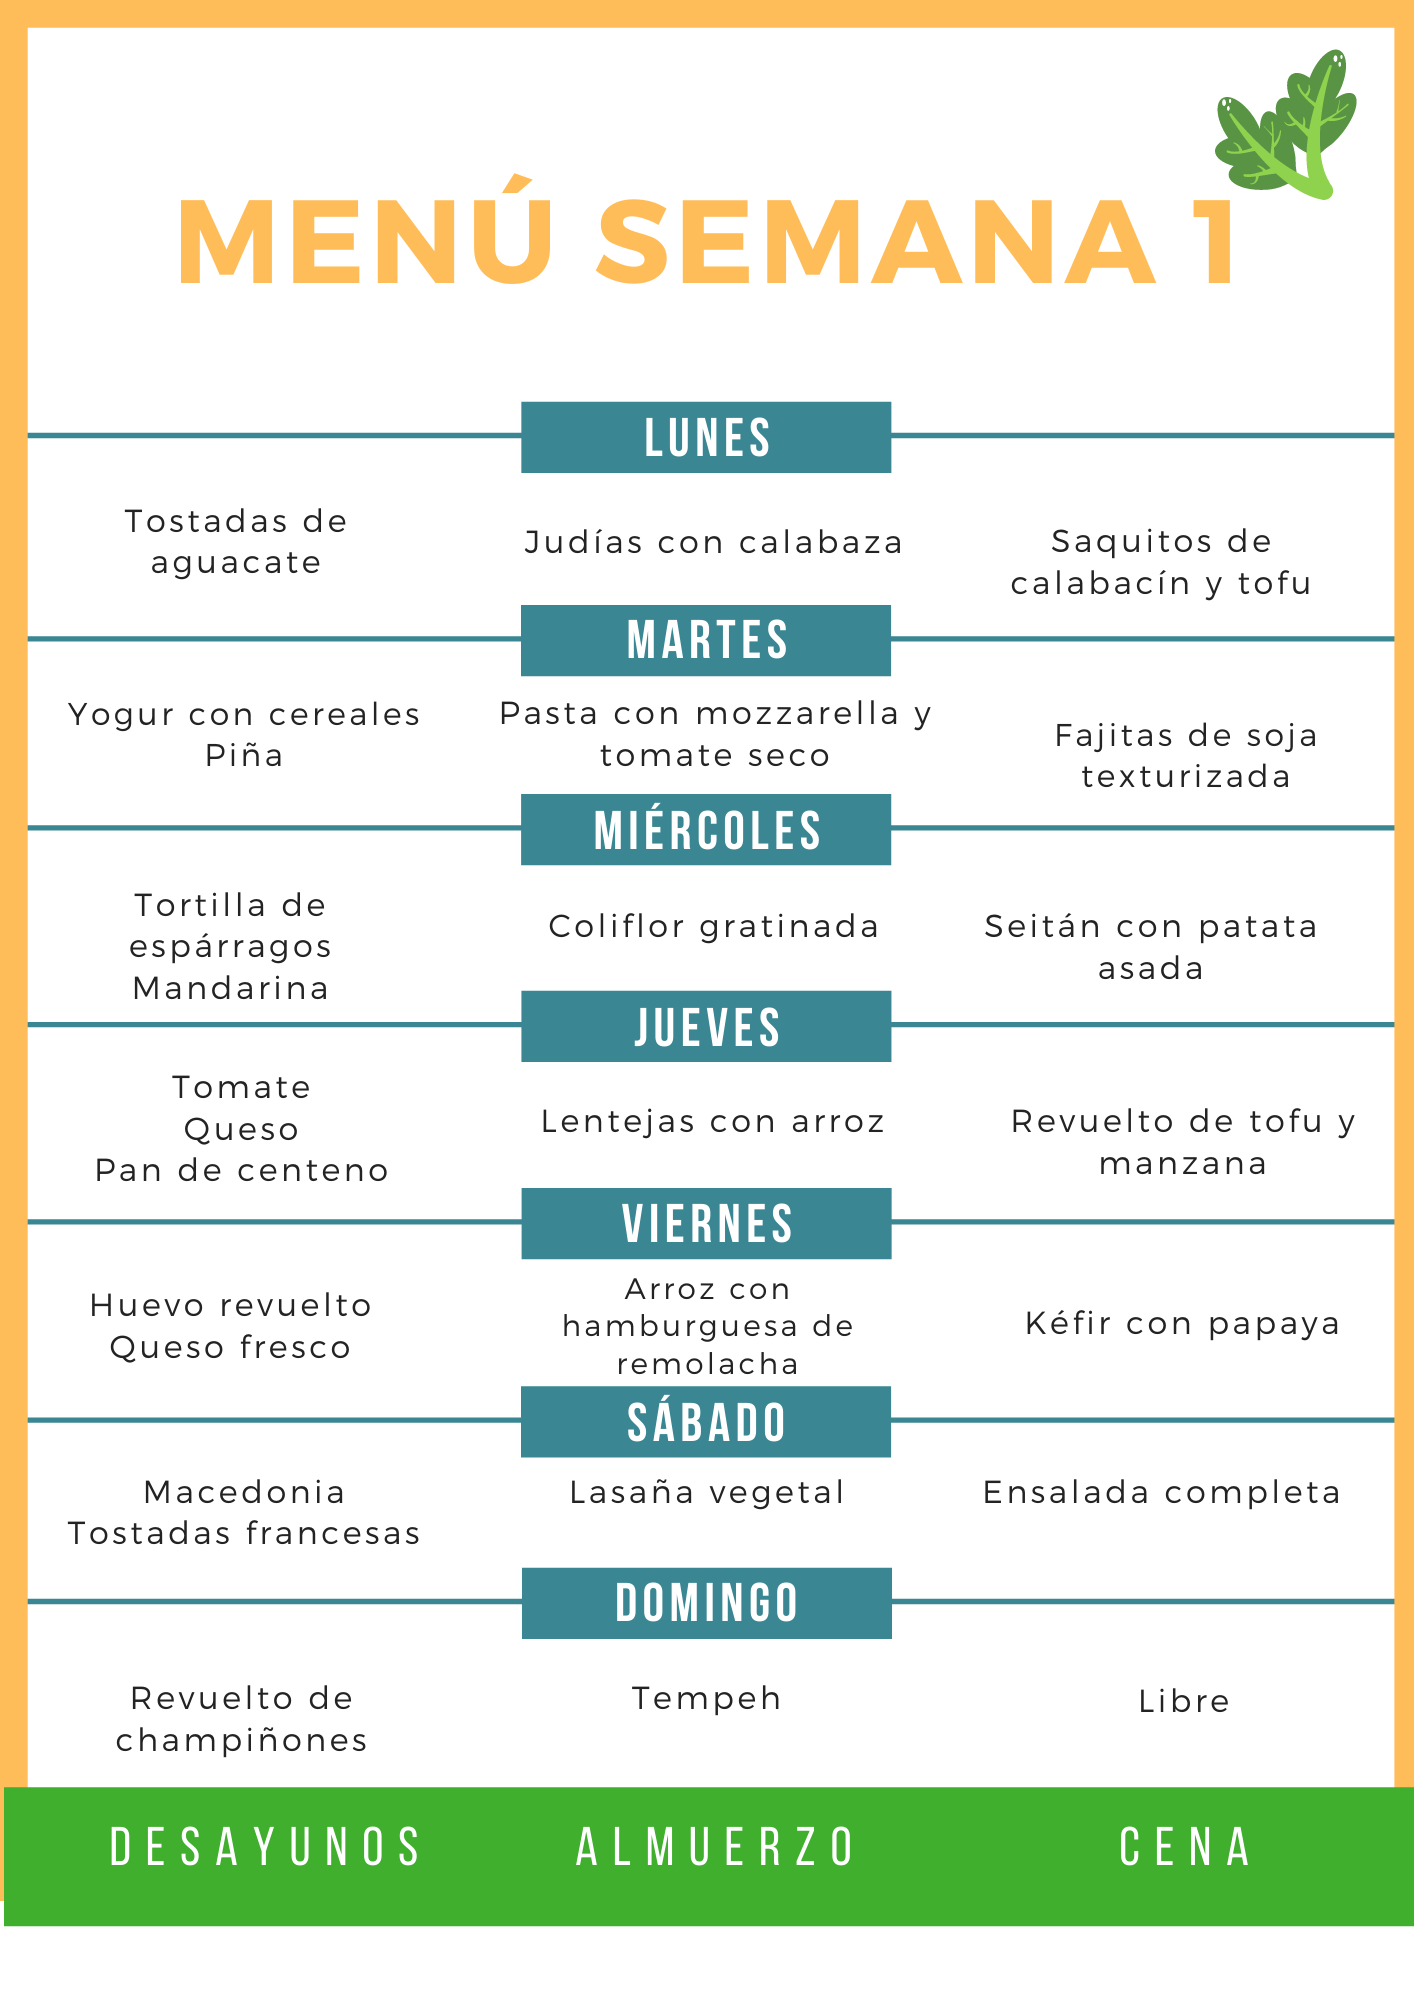 MENÚ SEMANA 1
LUNES
Tostadas de
aguacate
Judías con calabaza
Saquitos de
calabacín y tofu
MARTES
Yogur con cereales
Piña
Pasta con mozzarella y
tomate seco
Fajitas de soja
texturizada
MIÉRCOLES
Tortilla de
espárragos
Mandarina
Coliflor gratinada
Seitán con patata
asada
JUEVES
Tomate
Queso
Pan de centeno
Lentejas con arroz
Revuelto de tofu y
manzana
VIERNES
Huevo revuelto
Queso fresco
Arroz con
hamburguesa de
remolacha
Kéfir con papaya
SÁBADO
Macedonia
Tostadas francesas
Lasaña vegetal
Ensalada completa
DOMINGO
Revuelto de
champiñones
Tempeh
Libre
DESAYUNOS
ALMUERZO
CENA